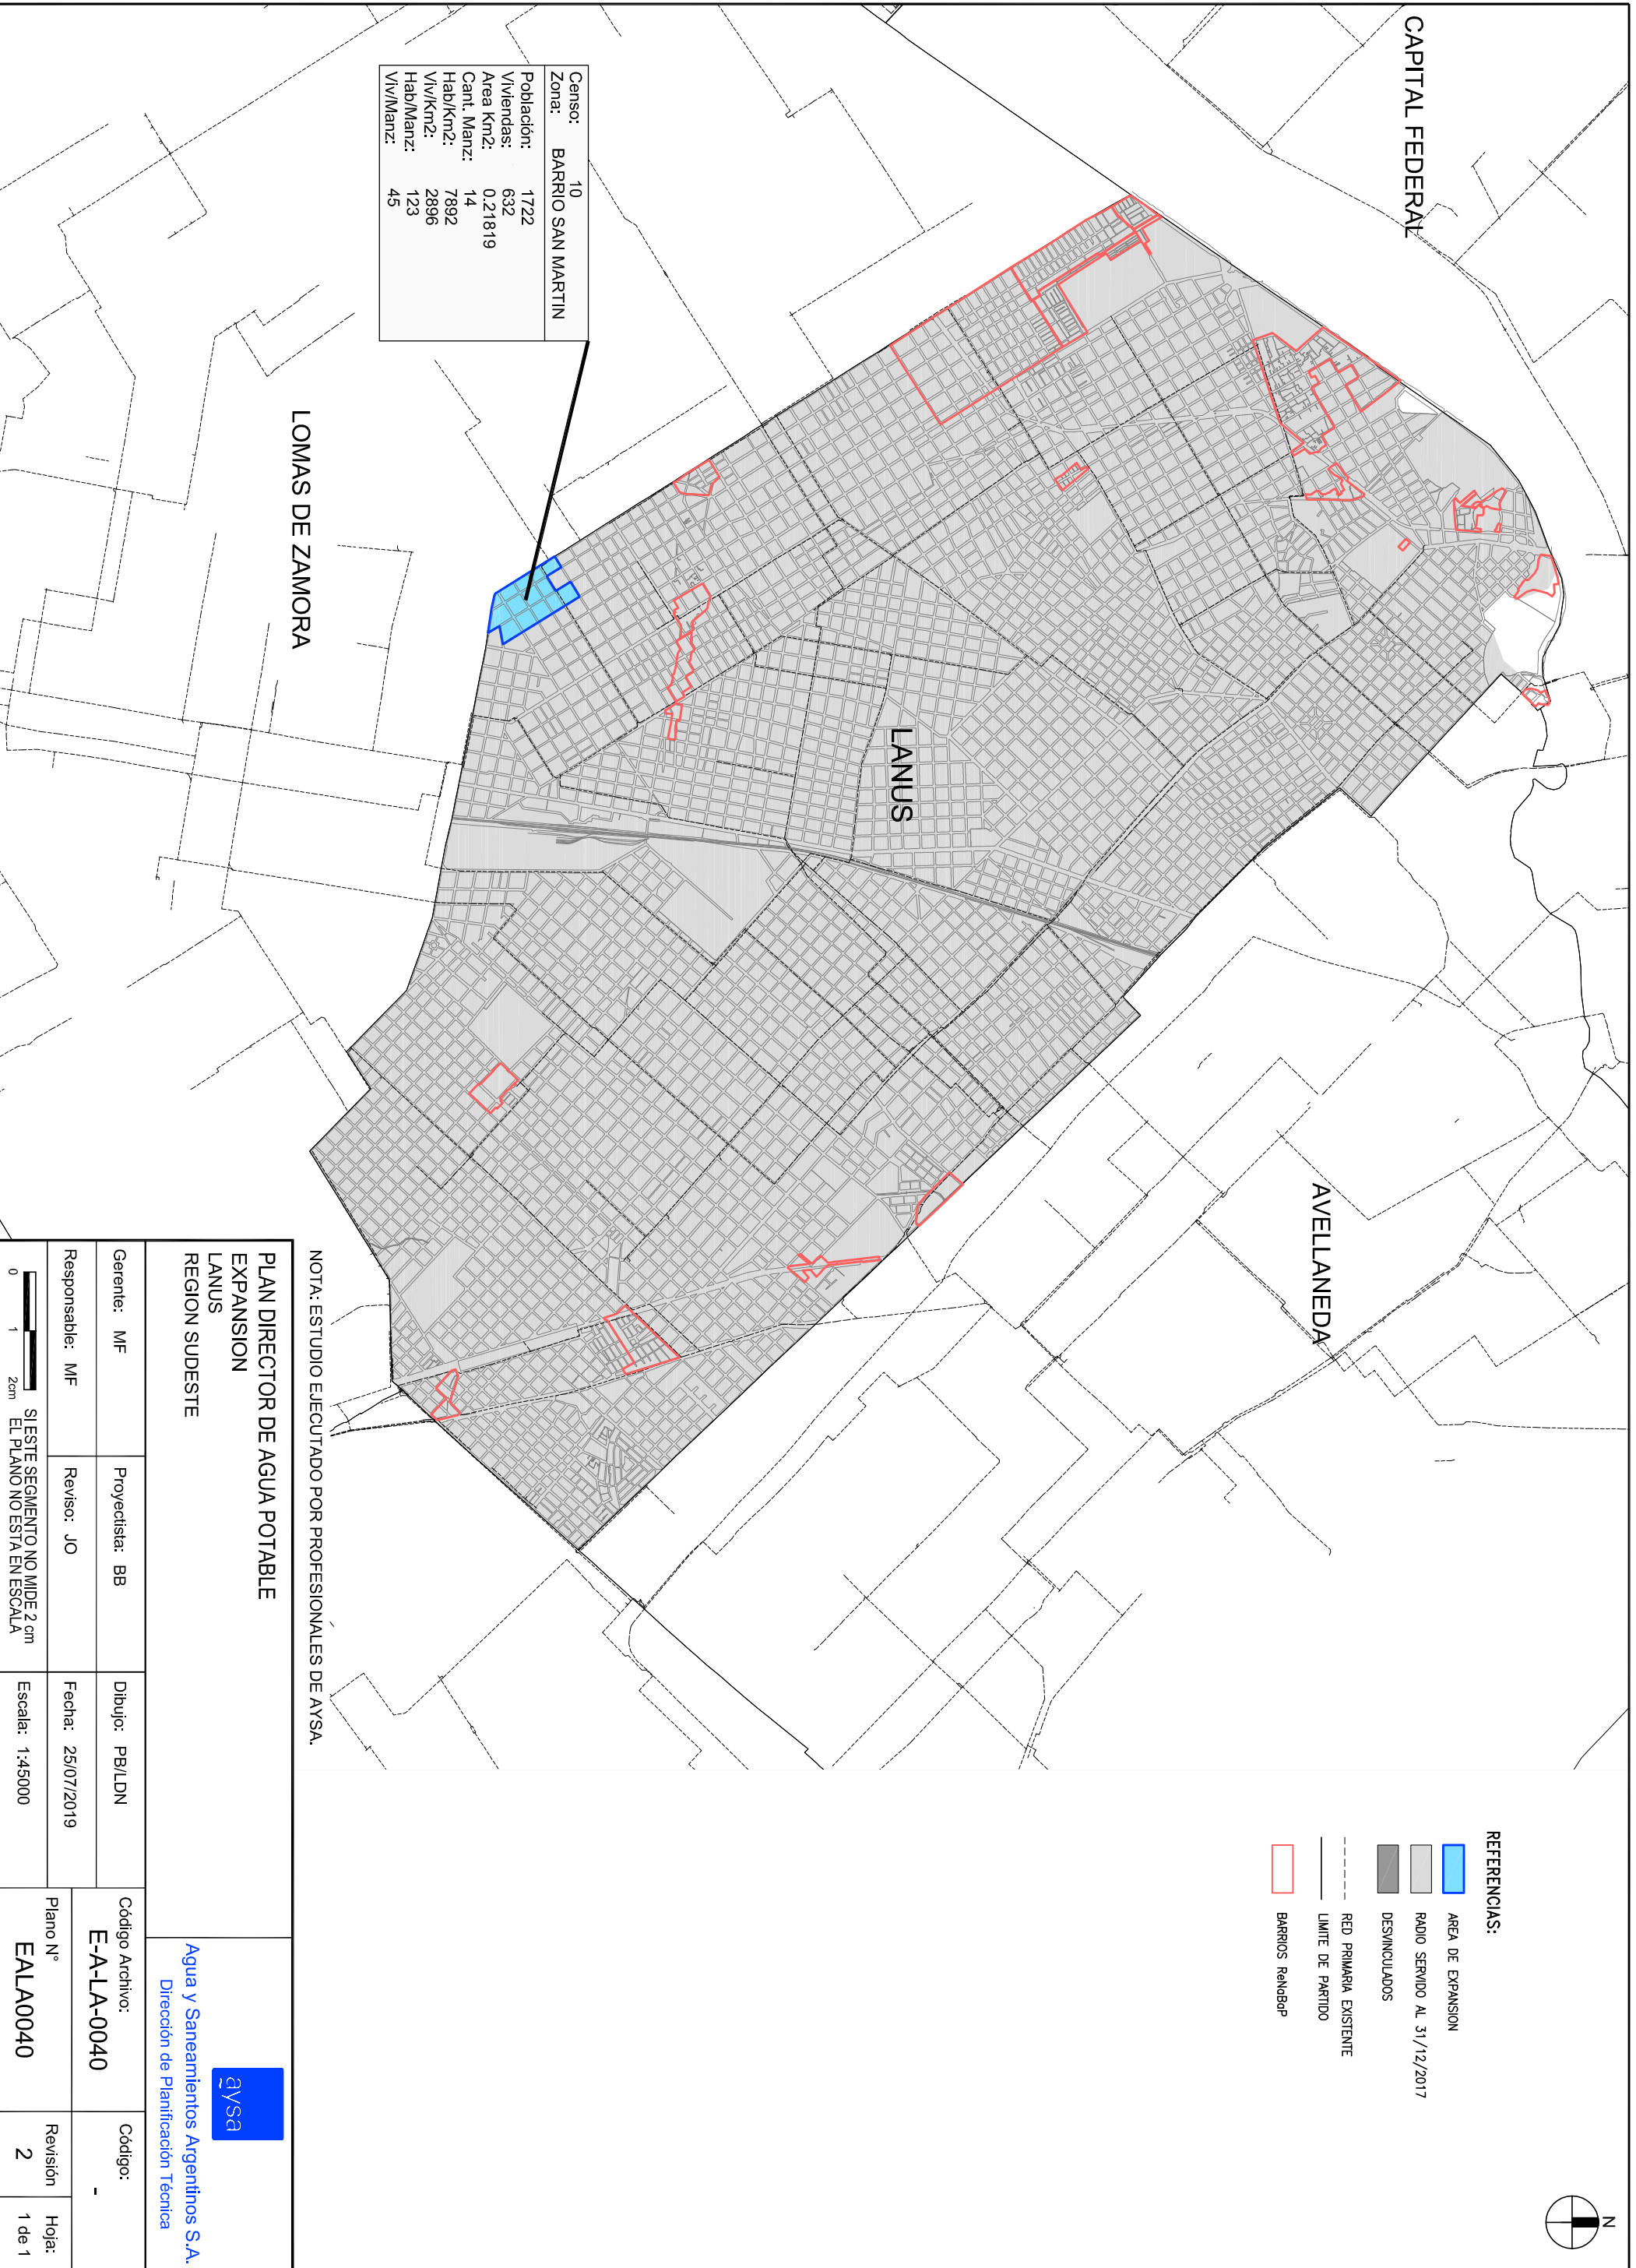 CAPITAL FEDERAL
LOMAS DE ZAMORA
LANUS
AVELLANEDA
Censo: 10
Zona: BARRIO SAN MARTIN
Población: 1722
Viviendas: 632
Area Km2: 0.21819
Cant. Manz: 14
Hab/Km2: 7892
Viv/Km2: 2896
Hab/Manz: 123
Viv/Manz: 45
N
REFERENCIAS:
AREA DE EXPANSION
RADIO SERVIDO AL 31/12/2017
DESVINCULADOS
RED PRIMARIA EXISTENTE
LIMITE DE PARTIDO
BARRIOS ReNaBaP
NOTA: ESTUDIO EJECUTADO POR PROFESIONALES DE AYSA.
PLAN DIRECTOR DE AGUA POTABLE
EXPANSION
LANUS
REGION SUDESTE
aysa
Agua y Saneamientos Argentinos S.A.
Dirección de Planificación Técnica
Gerente: MF
Proyectista: BB
Dibujo: PB/LDN
Código Archivo:
E-A-LA-0040
Código:
-
Responsable: MF
Reviso: JO
Fecha: 25/07/2019
Plano N°
EALA0040
Revisión
2
Hoja:
1 de 1
0 1 2cm
SI ESTE SEGMENTO NO MIDE 2 cm
EL PLANO NO ESTA EN ESCALA
Escala: 1:45000